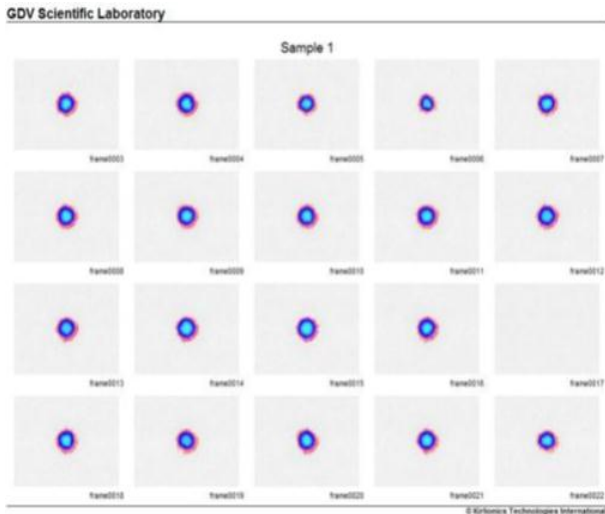 GDV Scientific Laboratory
Sample 1
frame0003 frame0004 frame0005 frame0006 frame0007
frame0008 frame0009 frame0010 frame0011 frame0012
frame0013 frame0014 frame0015 frame0016 frame0017
frame0018 frame0019 frame0020 frame0021 frame0022
© Kirlionics Technologies International